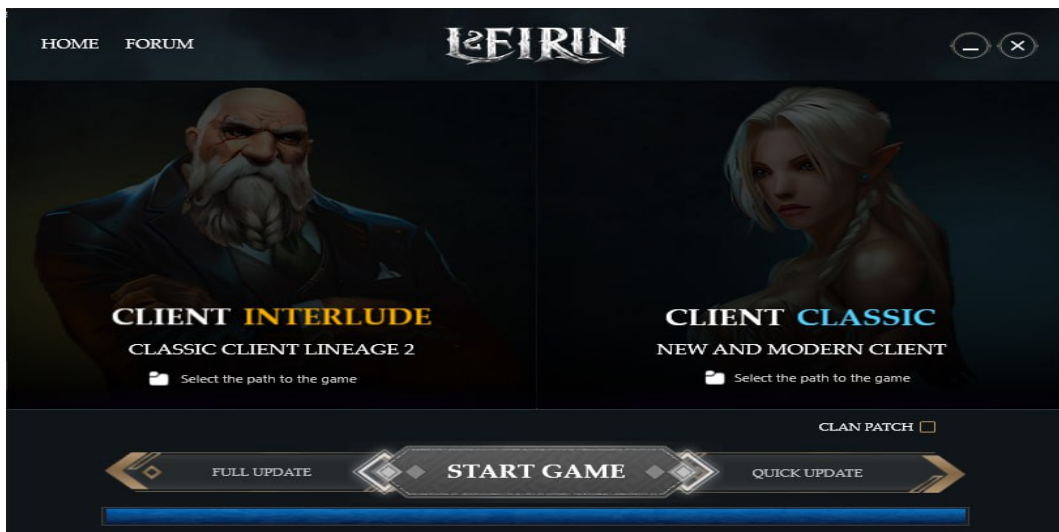 HOME FORUM
L2EIRIN
CLIENT INTERLUDE
CLASSIC CLIENT LINEAGE 2
Select the path to the game
CLIENT CLASSIC
NEW AND MODERN CLIENT
Select the path to the game
CLAN PATCH
FULL UPDATE
START GAME
QUICK UPDATE